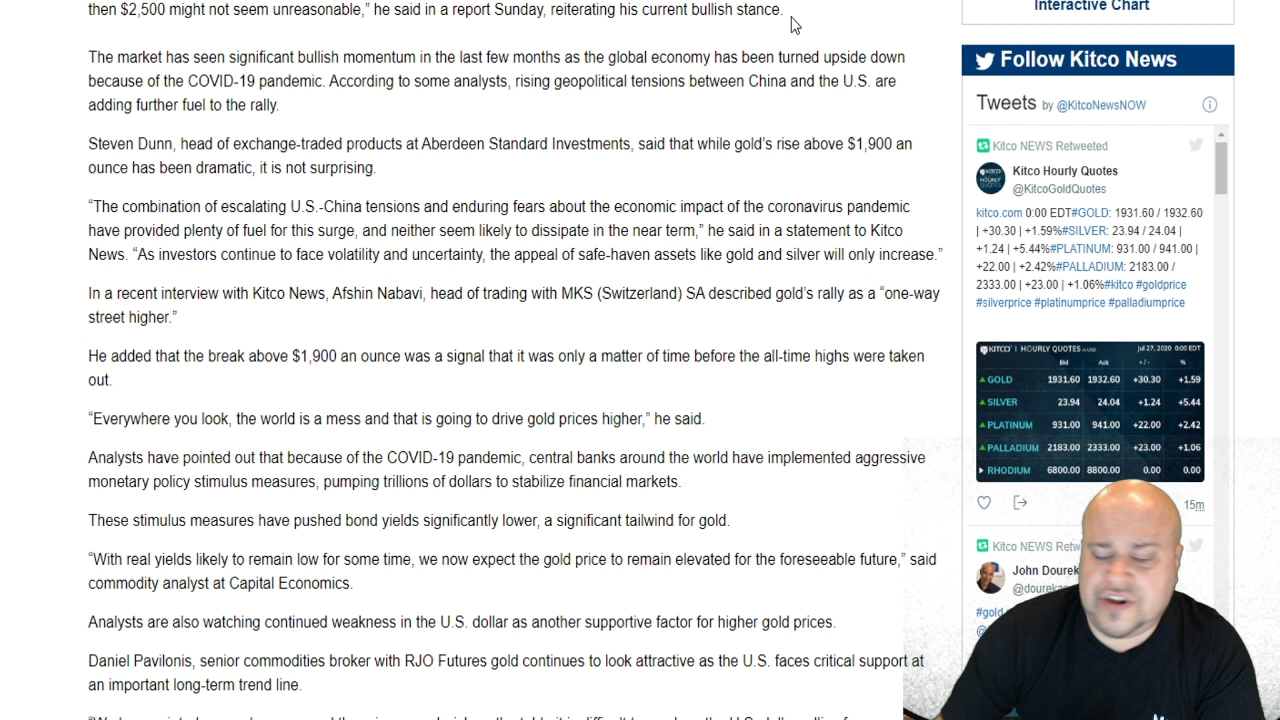 then $2,500 might not seem unreasonable,” he said in a report Sunday, reiterating his current bullish stance.
The market has seen significant bullish momentum in the last few months as the global economy has been turned upside down
because of the COVID-19 pandemic. According to some analysts, rising geopolitical tensions between China and the U.S. are
adding further fuel to the rally.
Steven Dunn, head of exchange-traded products at Aberdeen Standard Investments, said that while gold’s rise above $1,900 an
ounce has been dramatic, it is not surprising.
“The combination of escalating U.S.-China tensions and enduring fears about the economic impact of the coronavirus pandemic
have provided plenty of fuel for this surge, and neither seem likely to dissipate in the near term,” he said in a statement to Kitco
News. “As investors continue to face volatility and uncertainty, the appeal of safe-haven assets like gold and silver will only increase.”
In a recent interview with Kitco News, Afshin Nabavi, head of trading with MKS (Switzerland) SA described gold’s rally as a “one-way
street higher.”
He added that the break above $1,900 an ounce was a signal that it was only a matter of time before the all-time highs were taken
out.
“Everywhere you look, the world is a mess and that is going to drive gold prices higher,” he said.
Analysts have pointed out that because of the COVID-19 pandemic, central banks around the world have implemented aggressive
monetary policy stimulus measures, pumping trillions of dollars to stabilize financial markets.
These stimulus measures have pushed bond yields significantly lower, a significant tailwind for gold.
“With real yields likely to remain low for some time, we now expect the gold price to remain elevated for the foreseeable future,” said
commodity analyst at Capital Economics.
Analysts are also watching continued weakness in the U.S. dollar as another supportive factor for higher gold prices.
Daniel Pavilonis, senior commodities broker with RJO Futures gold continues to look attractive as the U.S. faces critical support at
an important long-term trend line.
Interactive Chart
Follow Kitco News
Tweets by @KitcoNewsNOW
Kitco NEWS Retweeted
Kitco Hourly Quotes
@KitcoGoldQuotes
kitco.com 0:00 EDT#GOLD: 1931.60 / 1932.60
| +30.30 | +1.59%#SILVER: 23.94 / 24.04 |
+1.24 | +5.44%#PLATINUM: 931.00 / 941.00 |
+22.00 | +2.42%#PALLADIUM: 2183.00 /
2333.00 | +23.00 | +1.06%#kitco #goldprice
#silverprice #platinumprice #palladiumprice
KITCO | HOURLY QUOTES in USD Jul 27, 2020 0:00 EDT
Bid Ask +/- %
GOLD 1931.60 1932.60 +30.30 +1.59
SILVER 23.94 24.04 +1.24 +5.44
PLATINUM 931.00 941.00 +22.00 +2.42
PALLADIUM 2183.00 2333.00 +23.00 +1.06
RHODIUM 6800.00 8800.00 0.00 0.00
15m
Kitco NEWS Retw
John Dourek
@doureka
#gold